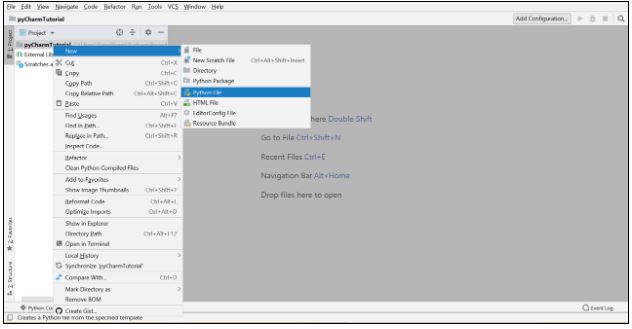 File Edit View Navigate Code Refactor Run Tools VCS Window Help
pyCharmTutorial
Add Configuration...
Project
1: Project
pyCharmTutorial
External Lib
Scratches a
New
Cut Ctrl+X
Copy Ctrl+C
Copy Path Ctrl+Shift+C
Copy Relative Path Ctrl+Alt+Shift+C
Paste Ctrl+V
Find Usages Alt+F7
Find in Path... Ctrl+Shift+F
Replace in Path... Ctrl+Shift+R
Inspect Code...
Refactor
Clean Python Compiled Files
Add to Favorites
Show Image Thumbnails Ctrl+Shift+T
Reformat Code Ctrl+Alt+L
Optimize Imports Ctrl+Alt+O
Show in Explorer
Directory Path Ctrl+Alt+F12
Open in Terminal
Local History
Synchronize 'pyCharmTutorial'
Compare With... Ctrl+D
Mark Directory as
Remove BOM
Create Gist...
File
New Scratch File Ctrl+Alt+Shift+Insert
Directory
Python Package
Python File
HTML File
EditorConfig File
Resource Bundle
here Double Shift
Go to File Ctrl+Shift+N
Recent Files Ctrl+E
Navigation Bar Alt+Home
Drop files here to open
2: Favorites
Z: Structure
Python Con
Event Log
Creates a Python file from the specified template